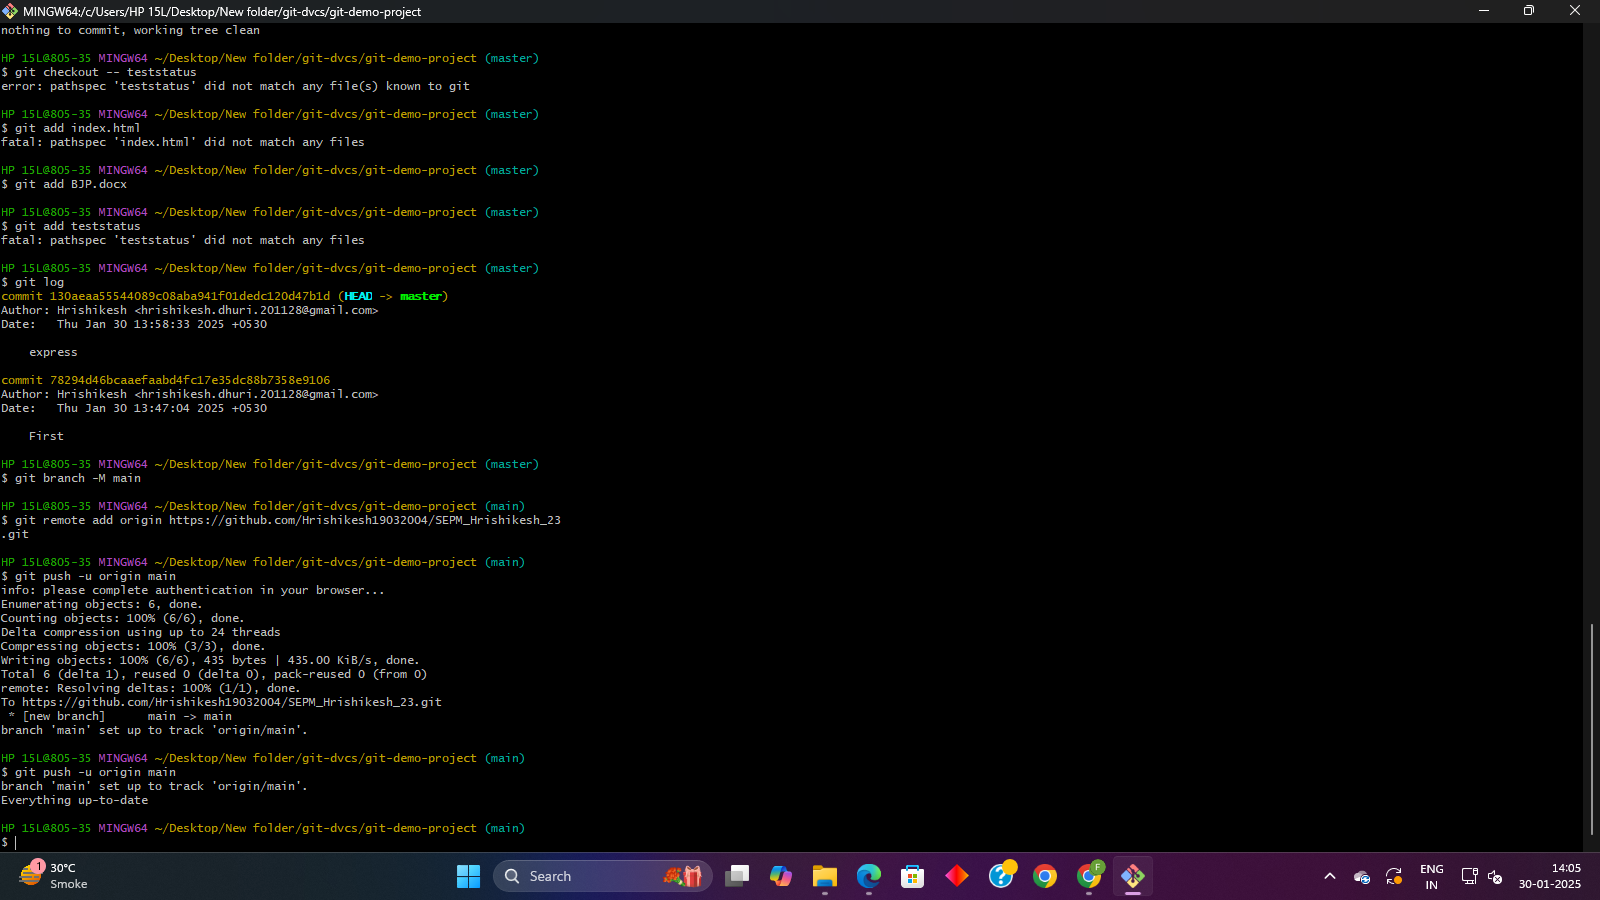 MINGW64:/c/Users/HP 15L/Desktop/New folder/git-dvcs/git-demo-project
nothing to commit, working tree clean
HP 15L@805-35 MINGW64 ~/Desktop/New folder/git-dvcs/git-demo-project (master)
$ git checkout -- teststatus
error: pathspec 'teststatus' did not match any file(s) known to git
HP 15L@805-35 MINGW64 ~/Desktop/New folder/git-dvcs/git-demo-project (master)
$ git add index.html
fatal: pathspec 'index.html' did not match any files
HP 15L@805-35 MINGW64 ~/Desktop/New folder/git-dvcs/git-demo-project (master)
$ git add BJP.docx
HP 15L@805-35 MINGW64 ~/Desktop/New folder/git-dvcs/git-demo-project (master)
$ git add teststatus
fatal: pathspec 'teststatus' did not match any files
HP 15L@805-35 MINGW64 ~/Desktop/New folder/git-dvcs/git-demo-project (master)
$ git log
commit 130aeaa55544089c08aba941f01dedc120d47b1d (HEAD -> master)
Author: Hrishikesh <hrishikesh.dhuri.201128@gmail.com>
Date:   Thu Jan 30 13:58:33 2025 +0530
express
commit 78294d46bcaaefaabd4fc17e35dc88b7358e9106
Author: Hrishikesh <hrishikesh.dhuri.201128@gmail.com>
Date:   Thu Jan 30 13:47:04 2025 +0530
First
HP 15L@805-35 MINGW64 ~/Desktop/New folder/git-dvcs/git-demo-project (master)
$ git branch -M main
HP 15L@805-35 MINGW64 ~/Desktop/New folder/git-dvcs/git-demo-project (main)
$ git remote add origin https://github.com/Hrishikesh19032004/SEPM_Hrishikesh_23
.git
HP 15L@805-35 MINGW64 ~/Desktop/New folder/git-dvcs/git-demo-project (main)
$ git push -u origin main
info: please complete authentication in your browser...
Enumerating objects: 6, done.
Counting objects: 100% (6/6), done.
Delta compression using up to 24 threads
Compressing objects: 100% (3/3), done.
Writing objects: 100% (6/6), 435 bytes | 435.00 KiB/s, done.
Total 6 (delta 1), reused 0 (delta 0), pack-reused 0 (from 0)
remote: Resolving deltas: 100% (1/1), done.
To https://github.com/Hrishikesh19032004/SEPM_Hrishikesh_23.git
* [new branch]      main -> main
branch 'main' set up to track 'origin/main'.
HP 15L@805-35 MINGW64 ~/Desktop/New folder/git-dvcs/git-demo-project (main)
$ git push -u origin main
branch 'main' set up to track 'origin/main'.
Everything up-to-date
HP 15L@805-35 MINGW64 ~/Desktop/New folder/git-dvcs/git-demo-project (main)
$
1
30°C
Smoke
Search
F
ENG
IN
14:05
30-01-2025